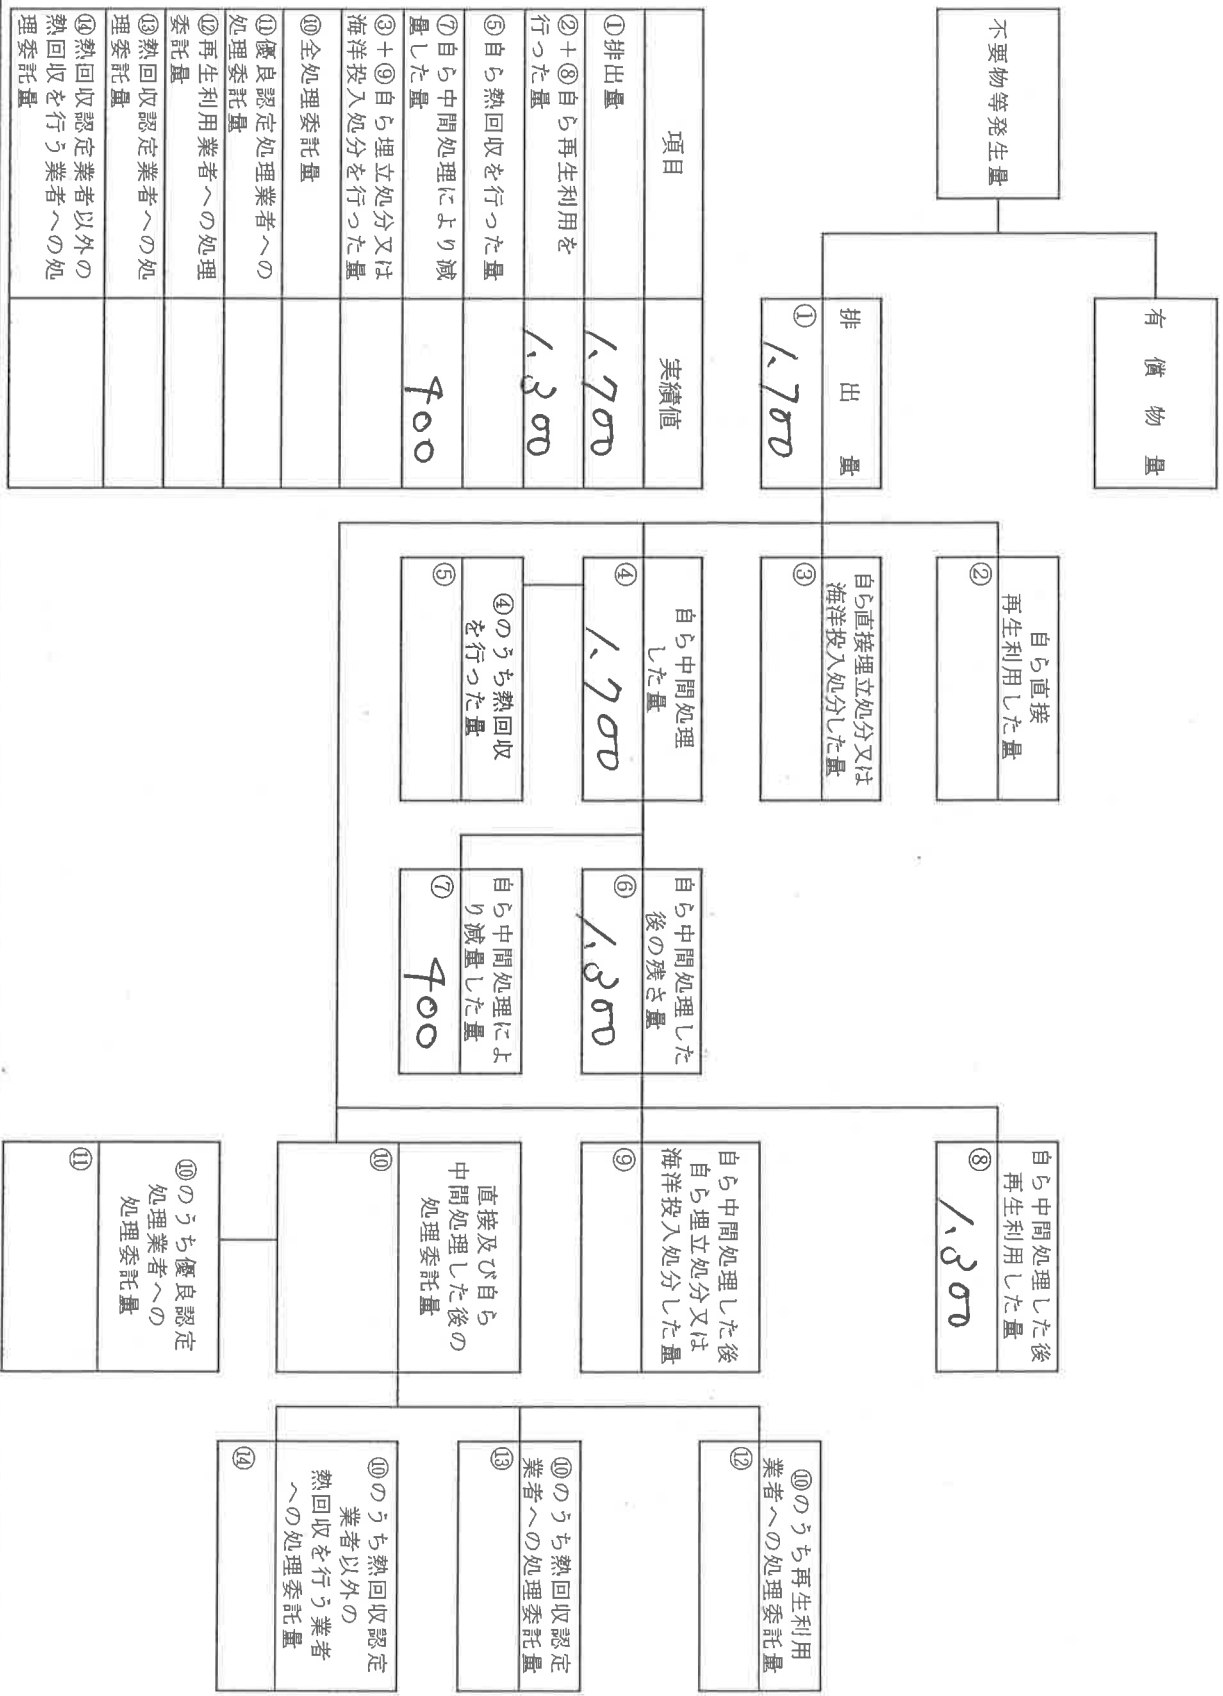 不要物等発生量
有償物量
排出量
①
1,700
自ら直接
再生利用した量
②
自ら直接埋立処分又は
海洋投入処分した量
③
自ら中間処理
した量
④
1,700
④のうち熱回収
を行った量
⑤
自ら中間処理した
後の残さ量
⑥
1,300
自ら中間処理によ
り減量した量
⑦
400
自ら中間処理した後
再生利用した量
⑧
1,300
自ら中間処理した後
自ら埋立処分又は
海洋投入処分した量
⑨
直接及び自ら
中間処理した後の
処理委託量
⑩
⑩のうち優良認定
処理業者への
処理委託量
⑪
⑩のうち再生利用
業者への処理委託量
⑫
⑩のうち熱回収認定
業者への処理委託量
⑬
⑩のうち熱回収認定
業者以外の
熱回収を行う業者
への処理委託量
⑭
項目 実績値
①排出量 1,700
②+⑧自ら再生利用を
行った量 1,300
⑤自ら熱回収を行った量
⑦自ら中間処理により減
量した量 400
③+⑨自ら埋立処分又は
海洋投入処分を行った量
⑩全処理委託量
⑪優良認定処理業者への
処理委託量
⑫再生利用業者への処理
委託量
⑬熱回収認定業者への処
理委託量
⑭熱回収認定業者以外の
熱回収を行う業者への処
理委託量